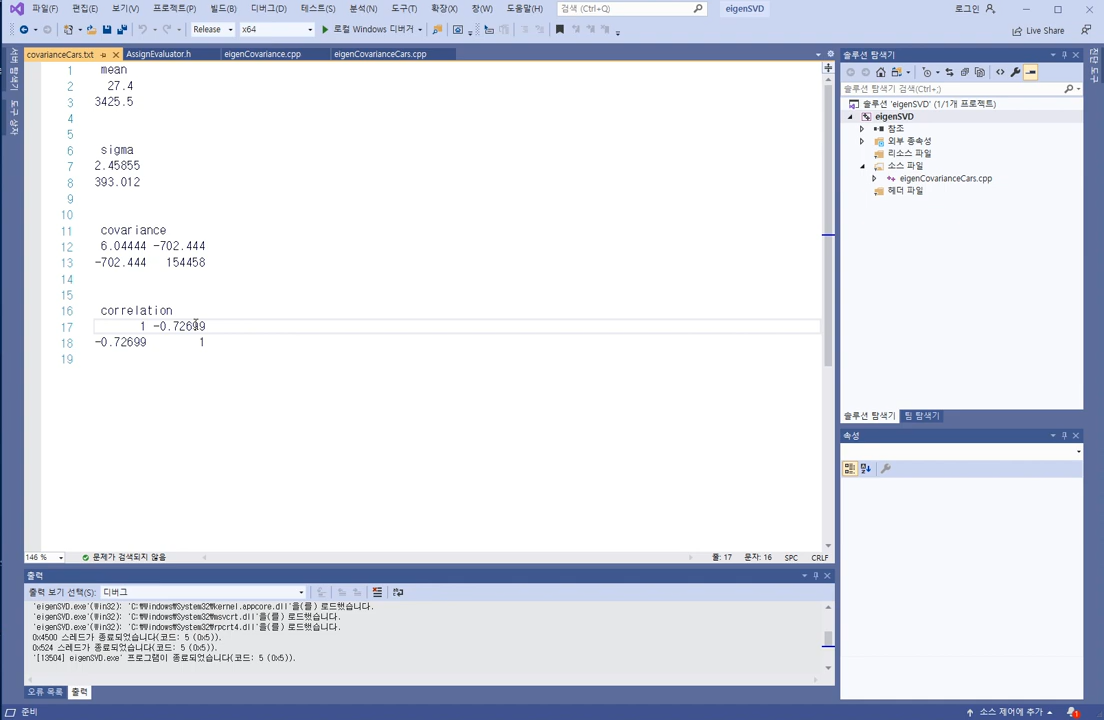 파일(F) 편집(E) 보기(V) 프로젝트(P) 빌드(B) 디버그(D) 테스트(S) 분석(N) 도구(T) 확장(X) 창(W) 도움말(H) 검색 (Ctrl+Q) eigenSVD 로그인
Release x64 로컬 Windows 디버거 Live Share
서버 탐색기
도구 상자
진단 도구
covarianceCars.txt AssignEvaluator.h eigenCovariance.cpp eigenCovarianceCars.cpp
1 mean
2 27.4
3 3425.5
4
5
6 sigma
7 2.45855
8 393.012
9
10
11 covariance
12 6.04444 -702.444
13 -702.444 154458
14
15
16 correlation
17 1 -0.72699
18 -0.72699 1
19
146 % 문제가 검색되지 않음 줄: 17 문자: 16 SPC CRLF
솔루션 탐색기
솔루션 탐색기 검색(Ctrl+;)
솔루션 'eigenSVD' (1/1개 프로젝트)
eigenSVD
참조
외부 종속성
리소스 파일
소스 파일
eigenCovarianceCars.cpp
헤더 파일
솔루션 탐색기 팀 탐색기
속성
출력
출력 보기 선택(S): 디버그
'eigenSVD.exe'(Win32): 'C:\Windows\System32\kernel.appcore.dll'을(를) 로드했습니다.
'eigenSVD.exe'(Win32): 'C:\Windows\System32\msvcrt.dll'을(를) 로드했습니다.
'eigenSVD.exe'(Win32): 'C:\Windows\System32\rpcrt4.dll'을(를) 로드했습니다.
0x4500 스레드가 종료되었습니다(코드: 5 (0x5)).
0x524 스레드가 종료되었습니다(코드: 5 (0x5)).
'[13504] eigenSVD.exe' 프로그램이 종료되었습니다(코드: 5 (0x5)).
오류 목록 출력
준비 소스 제어에 추가 1